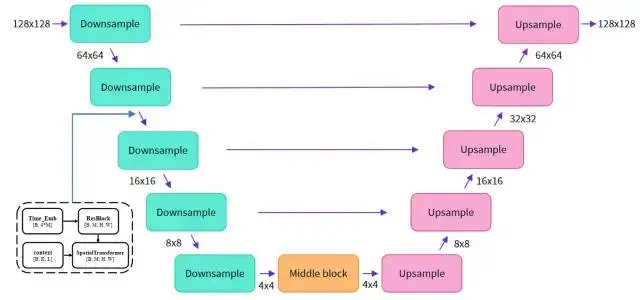 128x128
Downsample
Upsample
128x128
64x64
64x64
Downsample
Upsample
32x32
Downsample
Upsample
16x16
16x16
Downsample
Upsample
Time_Emb
[B, 4*M]
ResBlock
[B, M, H, W]
context
[B, S, L]
SpatialTransformer
[B, M, H, W]
8x8
8x8
Downsample
4x4
Middle block
4x4
Upsample